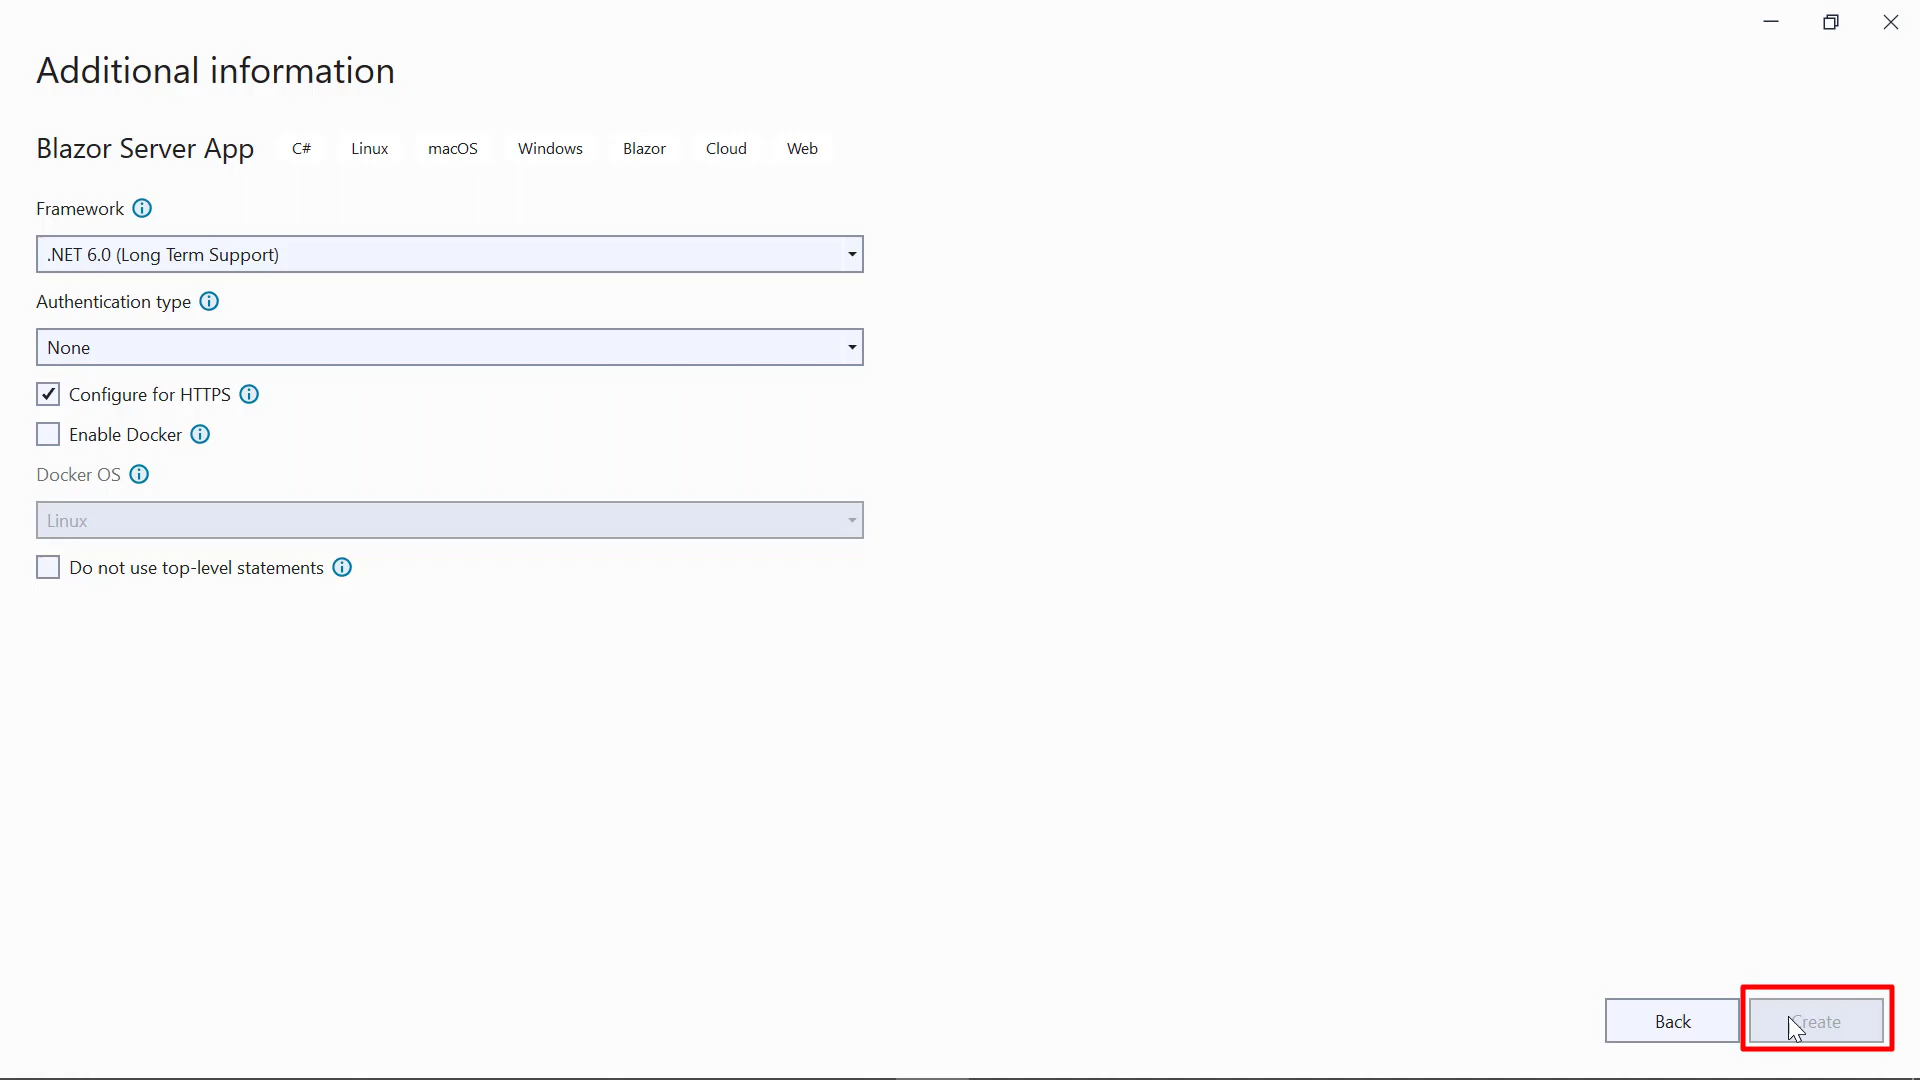 Additional information
Blazor Server App C# Linux macOS Windows Blazor Cloud Web
Framework
.NET 6.0 (Long Term Support)
Authentication type
None
Configure for HTTPS
Enable Docker
Docker OS
Linux
Do not use top-level statements
Back Create